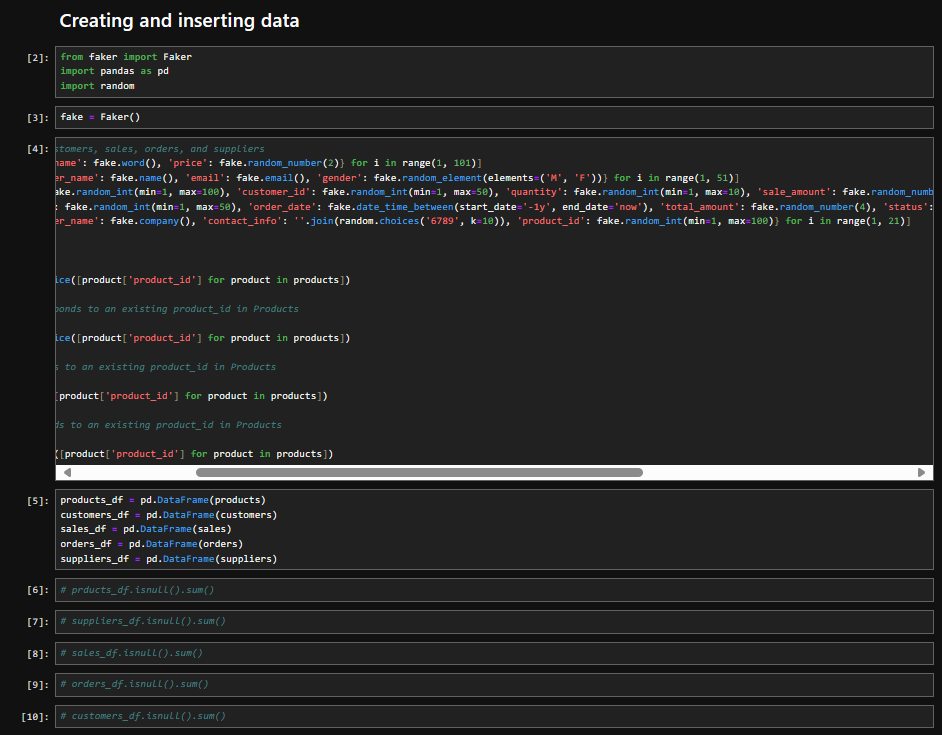 Creating and inserting data
[2]: from faker import Faker
import pandas as pd
import random
[3]: fake = Faker()
[4]: stomers, sales, orders, and suppliers
name': fake.word(), 'price': fake.random_number(2)} for i in range(1, 101)]
er_name': fake.name(), 'email': fake.email(), 'gender': fake.random_element(elements=('M', 'F'))} for i in range(1, 51)]
ake.random_int(min=1, max=100), 'customer_id': fake.random_int(min=1, max=50), 'quantity': fake.random_int(min=1, max=10), 'sale_amount': fake.random_numb
: fake.random_int(min=1, max=50), 'order_date': fake.date_time_between(start_date='-1y', end_date='now'), 'total_amount': fake.random_number(4), 'status':
er_name': fake.company(), 'contact_info': ''.join(random.choices('6789', k=10)), 'product_id': fake.random_int(min=1, max=100)} for i in range(1, 21)]
ice([product['product_id'] for product in products])
ponds to an existing product_id in Products
ice([product['product_id'] for product in products])
s to an existing product_id in Products
[product['product_id'] for product in products])
ds to an existing product_id in Products
([product['product_id'] for product in products])
[5]: products_df = pd.DataFrame(products)
customers_df = pd.DataFrame(customers)
sales_df = pd.DataFrame(sales)
orders_df = pd.DataFrame(orders)
suppliers_df = pd.DataFrame(suppliers)
[6]: # prducts_df.isnull().sum()
[7]: # suppliers_df.isnull().sum()
[8]: # sales_df.isnull().sum()
[9]: # orders_df.isnull().sum()
[10]: # customers_df.isnull().sum()